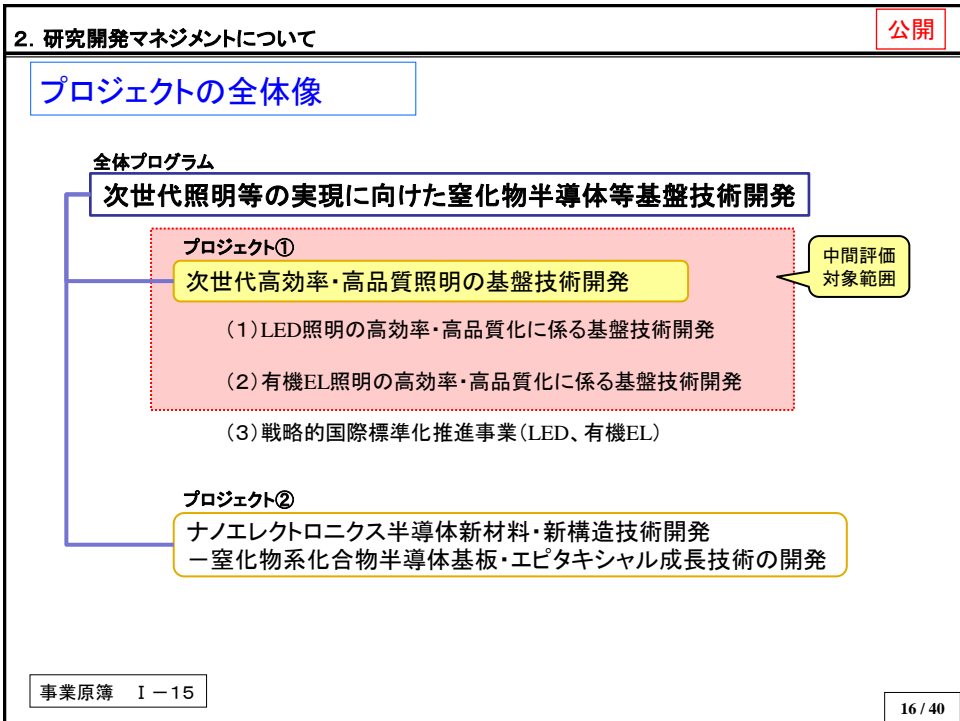 2．研究開発マネジメントについて
公開
プロジェクトの全体像
全体プログラム
次世代照明等の実現に向けた窒化物半導体等基盤技術開発
プロジェクト①
次世代高効率・高品質照明の基盤技術開発
中間評価
対象範囲
（１）LED照明の高効率・高品質化に係る基盤技術開発
（２）有機EL照明の高効率・高品質化に係る基盤技術開発
（３）戦略的国際標準化推進事業（LED、有機EL）
プロジェクト②
ナノエレクトロニクス半導体新材料・新構造技術開発
－窒化物系化合物半導体基板・エピタキシャル成長技術の開発
事業原簿　Ⅰ－１５
16 / 40